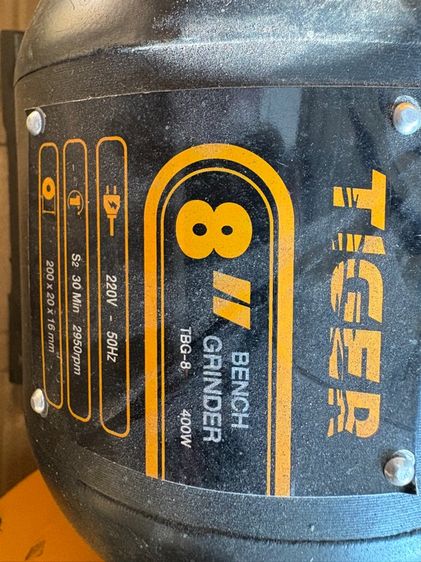 TIGER
8"
BENCH
GRINDER
TBG-8 400W
220V - 50Hz
S2 30 Min 2950rpm
200 x 20 x 16 mm